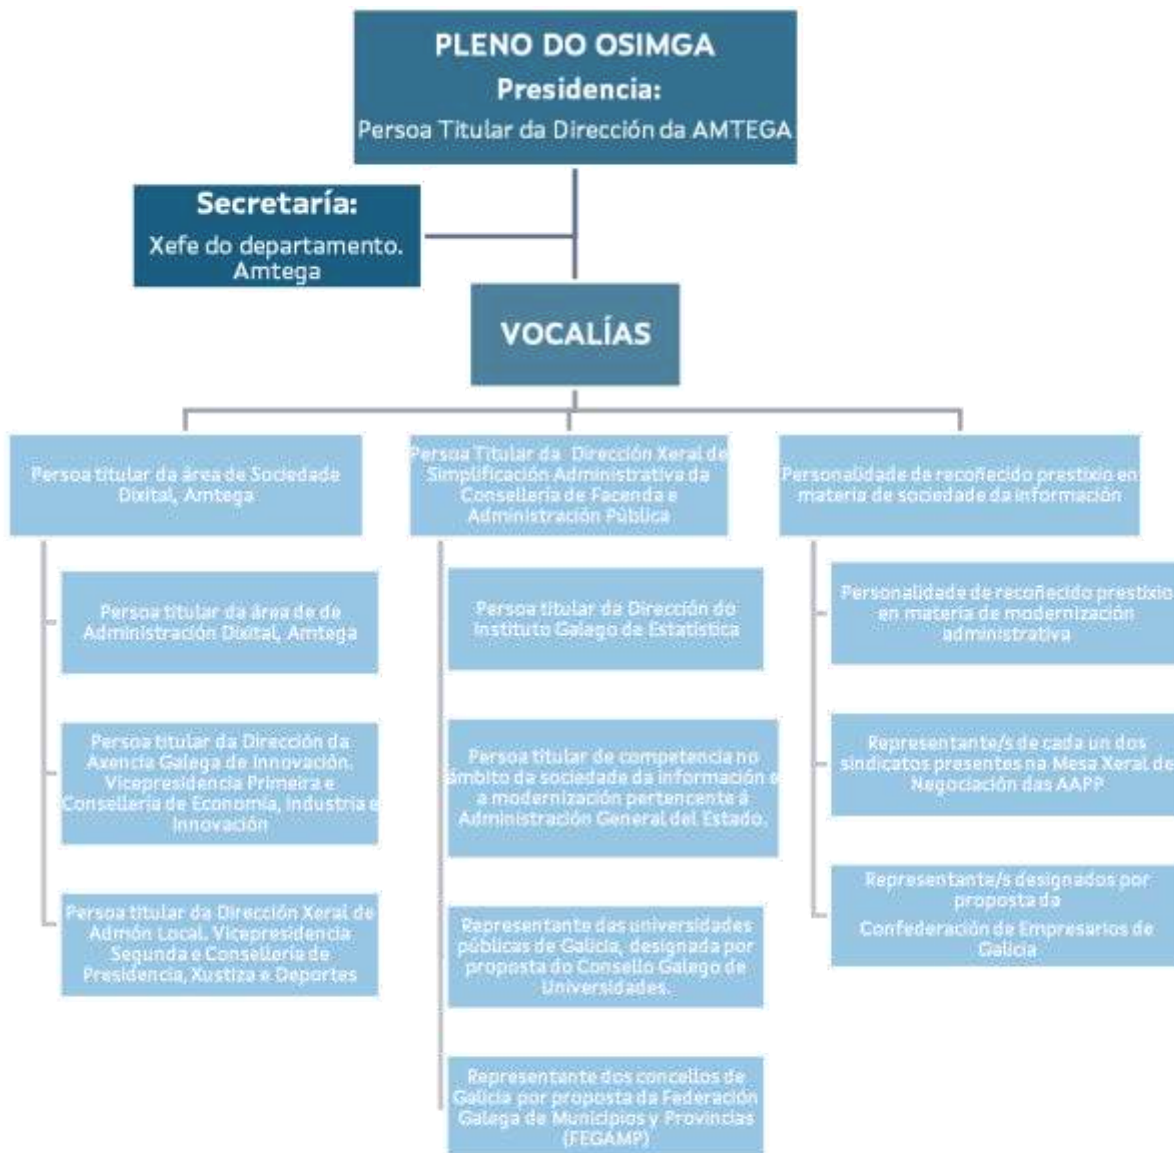 PLENO DO OSIMGA
Presidencia:
Persoa Titular da Dirección da AMTEGA
Secretaría:
Xefe do departamento.
Amtega
VOCALÍAS
Persoa titular da área de Sociedade
Dixital, Amtega
Persoa titular da área de de
Administración Dixital, Amtega
Persoa titular da Dirección da
Axencia Galega de Innovación.
Vicepresidencia Primeira e
Consellería de Economía, Industria e
Innovación
Persoa titular da Dirección Xeral de
Admón Local. Vicepresidencia
Segunda e Consellería de
Presidencia, Xustiza e Deportes
Persoa Titular da Dirección Xeral de
Simplificación Administrativa da
Consellería de Facenda e
Administración Pública
Persoa titular da Dirección do
Instituto Galego de Estatística
Persoa titular de competencia no
ámbito da sociedade da información e
a modernización pertencente á
Administración General del Estado.
Representante das universidades
públicas de Galicia, designada por
proposta do Consello Galego de
Universidades.
Representante dos concellos de
Galicia por proposta da Federación
Galega de Municipios y Provincias
(FEGAMP)
Personalidade de recoñecido prestixio en
materia de sociedade da información
Personalidade de recoñecido prestixio
en materia de modernización
administrativa
Representante/s de cada un dos
sindicatos presentes na Mesa Xeral de
Negociación das AAPP
Representante/s designados por
proposta da
Confederación de Empresarios de
Galicia